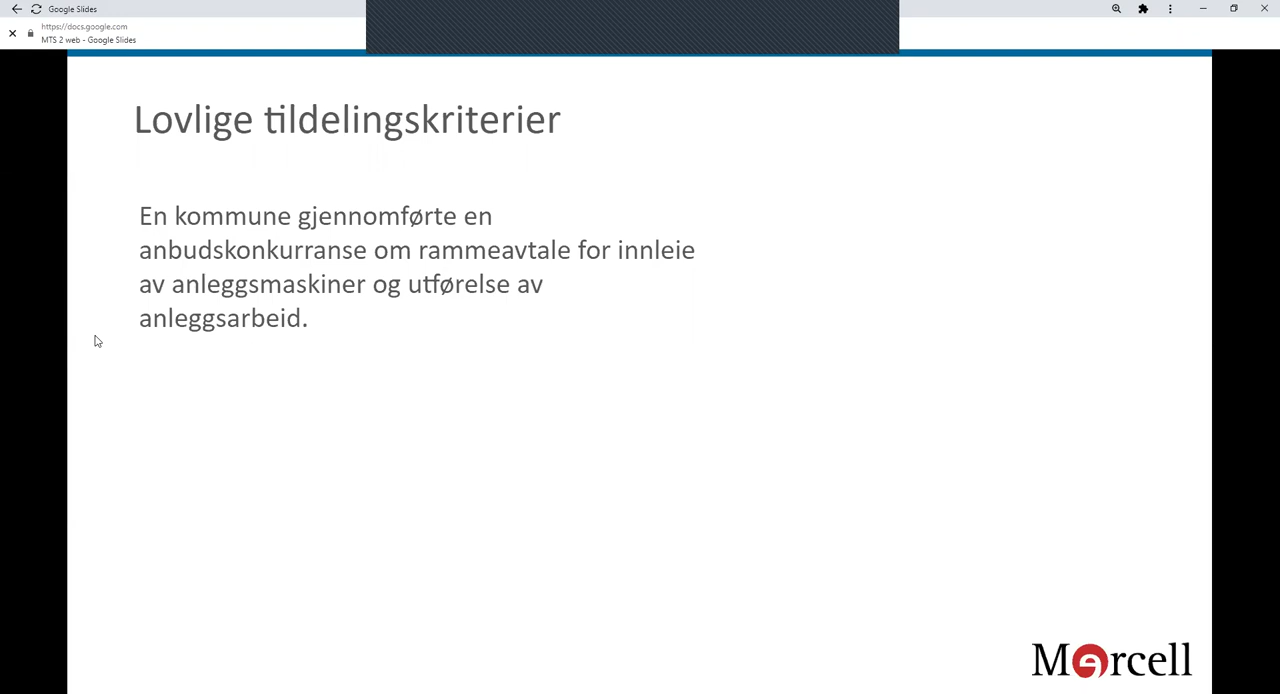 Google Slides
https://docs.google.com
MTS 2 web - Google Slides
Lovlige tildelingskriterier
En kommune gjennomførte en
anbudskonkurranse om rammeavtale for innleie
av anleggsmaskiner og utførelse av
anleggsarbeid.
Mercell